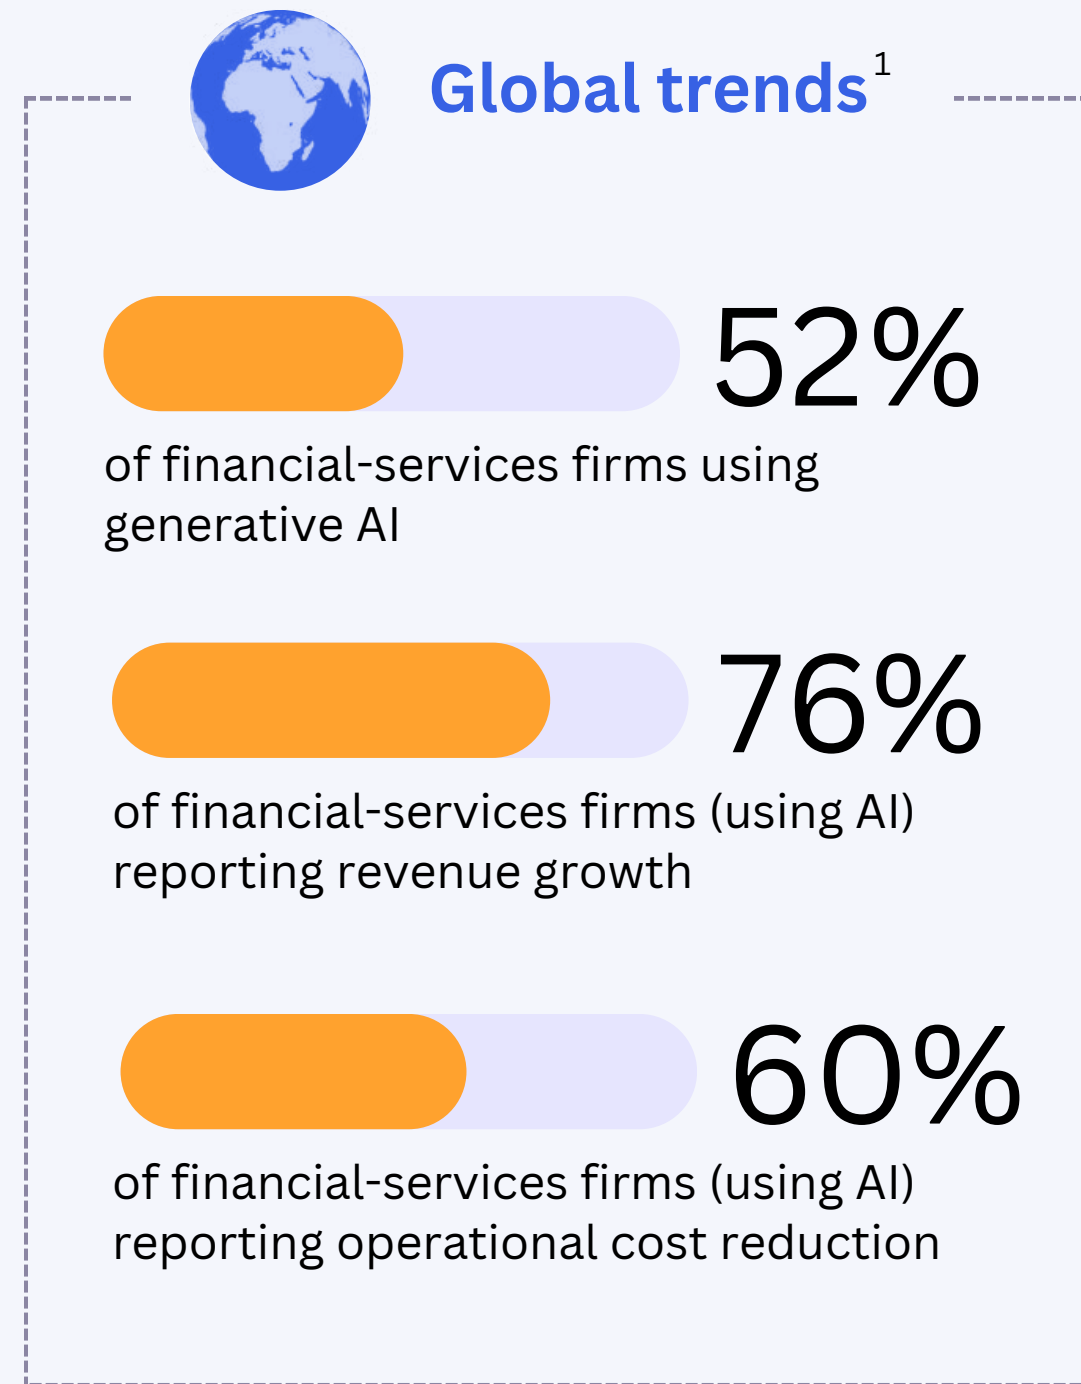 Global trends¹
52%
of financial-services firms using
generative AI
76%
of financial-services firms (using AI)
reporting revenue growth
60%
of financial-services firms (using AI)
reporting operational cost reduction